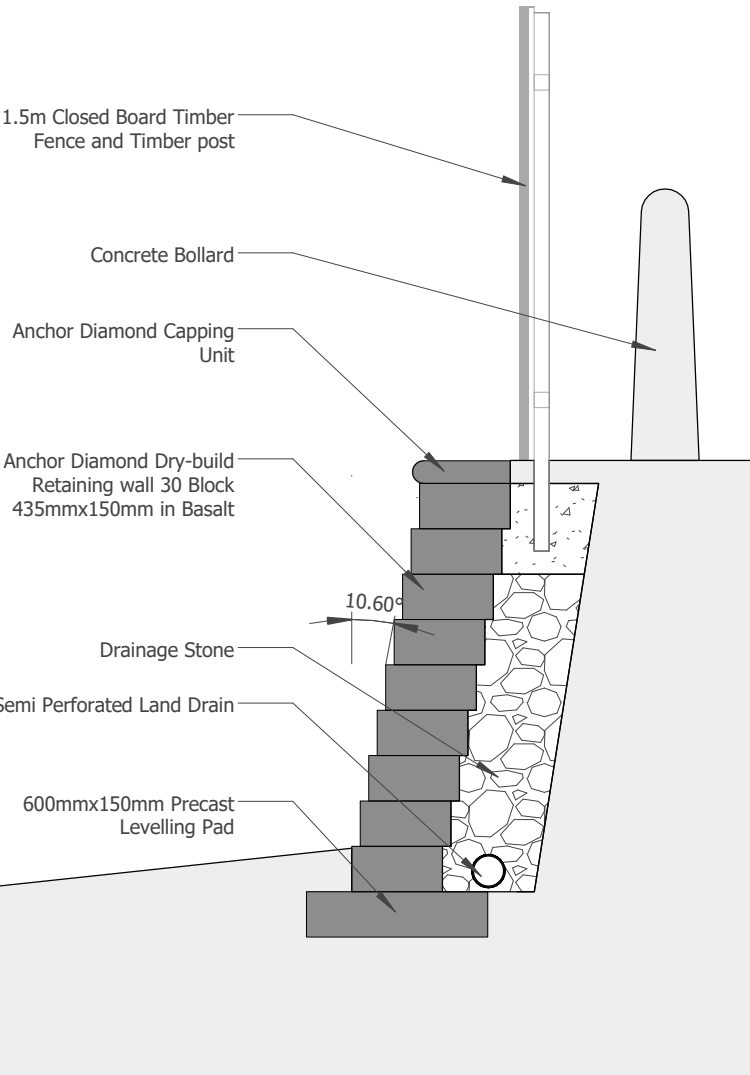 1.5m Closed Board Timber
Fence and Timber post
Concrete Bollard
Anchor Diamond Capping
Unit
Anchor Diamond Dry-build
Retaining wall 30 Block
435mmx150mm in Basalt
10.60°
Drainage Stone
Semi Perforated Land Drain
600mmx150mm Precast
Levelling Pad